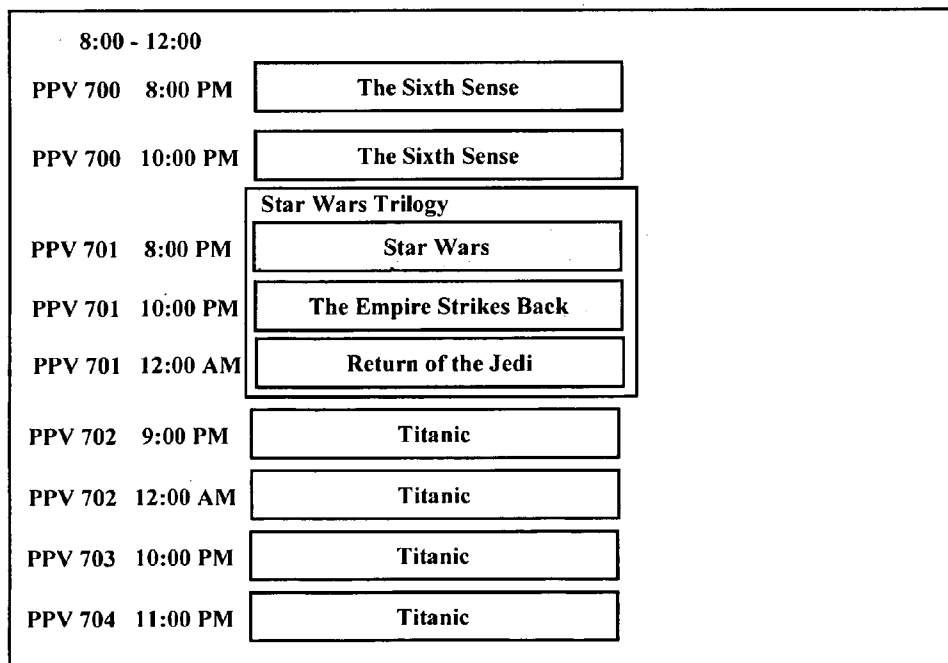 8:00 - 12:00
PPV 700 8:00 PM The Sixth Sense
PPV 700 10:00 PM The Sixth Sense
Star Wars Trilogy
PPV 701 8:00 PM Star Wars
PPV 701 10:00 PM The Empire Strikes Back
PPV 701 12:00 AM Return of the Jedi
PPV 702 9:00 PM Titanic
PPV 702 12:00 AM Titanic
PPV 703 10:00 PM Titanic
PPV 704 11:00 PM Titanic